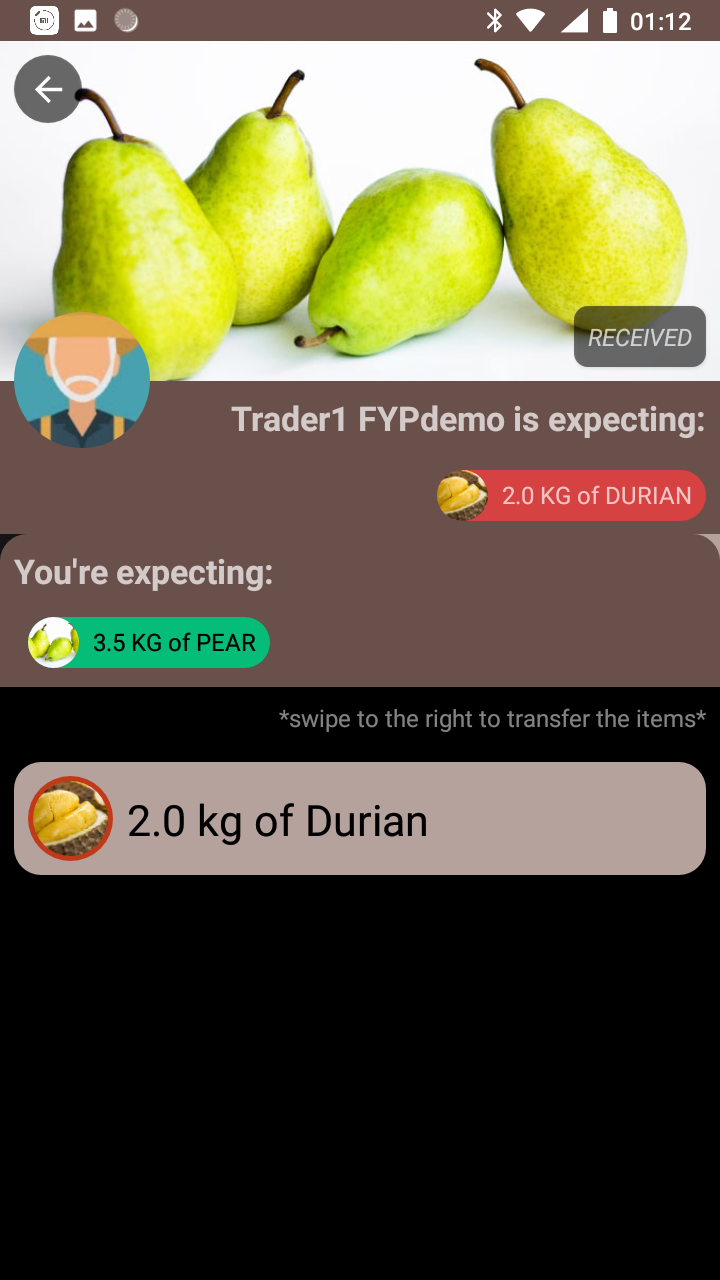 01:12
RECEIVED
Trader1 FYPdemo is expecting:
2.0 KG of DURIAN
You're expecting:
3.5 KG of PEAR
*swipe to the right to transfer the items*
2.0 kg of Durian